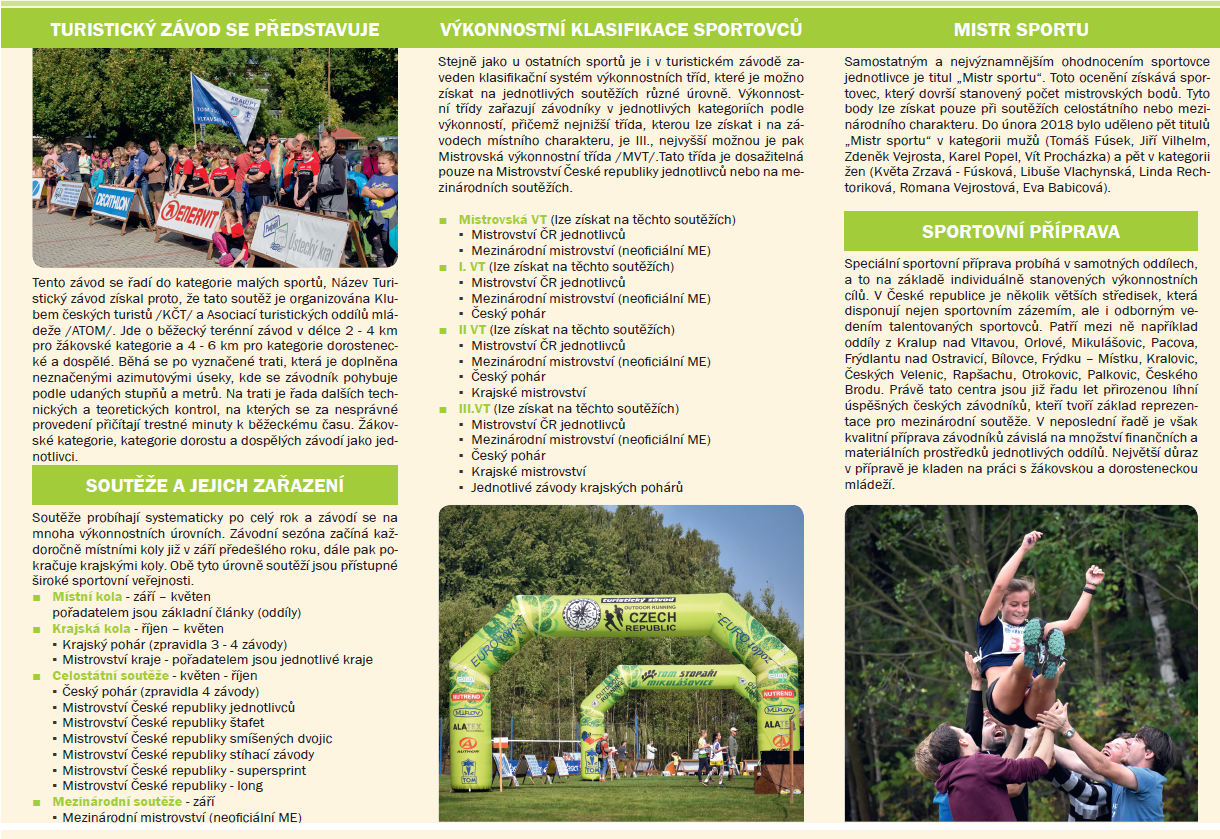 TURISTICKÝ ZÁVOD SE PŘEDSTAVUJE
KRALUPY
TOM
VLTAVSKÝ
DECATHLON
ENERVIT
Ústecký kraj
Tento závod se řadí do kategorie malých sportů, Název Turi-
stický závod získal proto, že tato soutěž je organizována Klu-
bem českých turistů /KČT/ a Asociací turistických oddílů mlá-
deže /ATOM/. Jde o běžecký terénní závod v délce 2 - 4 km
pro žákovské kategorie a 4 - 6 km pro kategorie dorostenec-
ké a dospělé. Běhá se po vyznačené trati, která je doplněna
neznačenými azimutovými úseky, kde se závodník pohybuje
podle udaných stupňů a metrů. Na trati je řada dalších tech-
nických a teoretických kontrol, na kterých se za nesprávné
provedení přičítají trestné minuty k běžeckému času. Žákov-
ské kategorie, kategorie dorostu a dospělých závodí jako jed-
notlivci.
SOUTĚŽE A JEJICH ZAŘAZENÍ
Soutěže probíhají systematicky po celý rok a závodí se na
mnoha výkonnostních úrovních. Závodní sezóna začíná kaž-
doročně místními koly již v září předešlého roku, dále pak po-
kračuje krajskými koly. Obě tyto úrovně soutěží jsou přístupné
široké sportovní veřejnosti.
■ Místní kola - září – květen
pořadatelem jsou základní články (oddíly)
■ Krajská kola - říjen – květen
▪ Krajský pohár (zpravidla 3 - 4 závody)
▪ Mistrovství kraje - pořadatelem jsou jednotlivé kraje
■ Celostátní soutěže - květen - říjen
▪ Český pohár (zpravidla 4 závody)
▪ Mistrovství České republiky jednotlivců
▪ Mistrovství České republiky štafet
▪ Mistrovství České republiky smíšených dvojic
▪ Mistrovství České republiky stíhací závody
▪ Mistrovství České republiky - supersprint
▪ Mistrovství České republiky - long
■ Mezinárodní soutěže - září
▪ Mezinárodní mistrovství (neoficiální ME)
VÝKONNOSTNÍ KLASIFIKACE SPORTOVCŮ
Stejně jako u ostatních sportů je i v turistickém závodě za-
veden klasifikační systém výkonnostních tříd, které je možno
získat na jednotlivých soutěžích různé úrovně. Výkonnost-
ní třídy zařazují závodníky v jednotlivých kategoriích podle
výkonností, přičemž nejnižší třída, kterou lze získat i na zá-
vodech místního charakteru, je III., nejvyšší možnou je pak
Mistrovská výkonnostní třída /MVT/.Tato třída je dosažitelná
pouze na Mistrovství České republiky jednotlivců nebo na me-
zinárodních soutěžích.
■ Mistrovská VT (lze získat na těchto soutěžích)
▪ Mistrovství ČR jednotlivců
▪ Mezinárodní mistrovství (neoficiální ME)
■ I. VT (lze získat na těchto soutěžích)
▪ Mistrovství ČR jednotlivců
▪ Mezinárodní mistrovství (neoficiální ME)
▪ Český pohár
■ II VT (lze získat na těchto soutěžích)
▪ Mistrovství ČR jednotlivců
▪ Mezinárodní mistrovství (neoficiální ME)
▪ Český pohár
▪ Krajské mistrovství
■ III.VT (lze získat na těchto soutěžích)
▪ Mistrovství ČR jednotlivců
▪ Mezinárodní mistrovství (neoficiální ME)
▪ Český pohár
▪ Krajské mistrovství
▪ Jednotlivé závody krajských pohárů
turistický závod
OUTDOOR RUNNING
CZECH
REPUBLIC
TOM STOPAŘI
MIKULÁŠOVICE
NUTREND
ALATEX
AUTHOR
TOM
MISTR SPORTU
Samostatným a nejvýznamnějším ohodnocením sportovce
jednotlivce je titul „Mistr sportu“. Toto ocenění získává spor-
tovec, který dovrší stanovený počet mistrovských bodů. Tyto
body lze získat pouze při soutěžích celostátního nebo mezi-
národního charakteru. Do února 2018 bylo uděleno pět titulů
„Mistr sportu“ v kategorii mužů (Tomáš Fúsek, Jiří Vilhelm,
Zdeněk Vejrosta, Karel Popel, Vít Procházka) a pět v kategorii
žen (Květa Zrzavá - Fúsková, Libuše Vlachynská, Linda Rech-
toriková, Romana Vejrostová, Eva Babicová).
SPORTOVNÍ PŘÍPRAVA
Speciální sportovní příprava probíhá v samotných oddílech,
a to na základě individuálně stanovených výkonnostních
cílů. V České republice je několik větších středisek, která
disponují nejen sportovním zázemím, ale i odborným ve-
dením talentovaných sportovců. Patří mezi ně například
oddíly z Kralup nad Vltavou, Orlové, Mikulášovic, Pacova,
Frýdlantu nad Ostravicí, Bílovce, Frýdku – Místku, Kralovic,
Českých Velenic, Rapšachu, Otrokovic, Palkovic, Českého
Brodu. Právě tato centra jsou již řadu let přirozenou líhní
úspěšných českých závodníků, kteří tvoří základ reprezen-
tace pro mezinárodní soutěže. V neposlední řadě je však
kvalitní příprava závodníků závislá na množství finančních a
materiálních prostředků jednotlivých oddílů. Největší důraz
v přípravě je kladen na práci s žákovskou a dorosteneckou
mládeží.